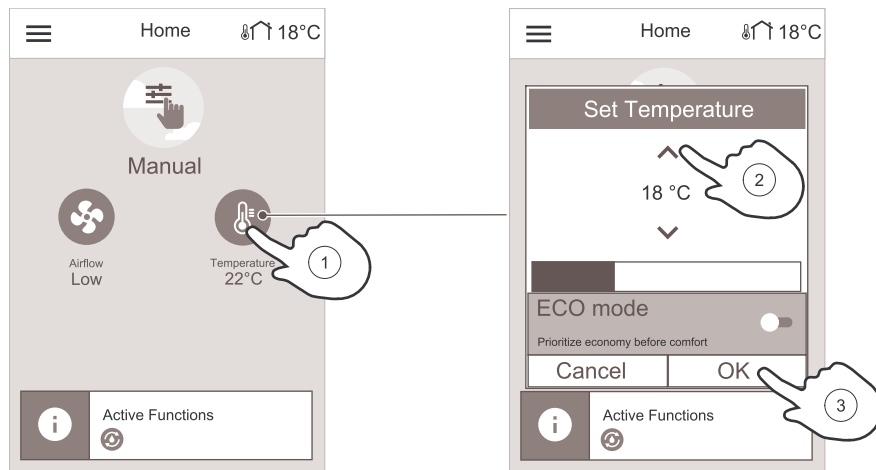 Home
18°C
Manual
Airflow
Low
Temperature
22°C
1
i
Active Functions
Home
18°C
Set Temperature
18 °C
2
ECO mode
Prioritize economy before comfort
Cancel
OK
3
i
Active Functions